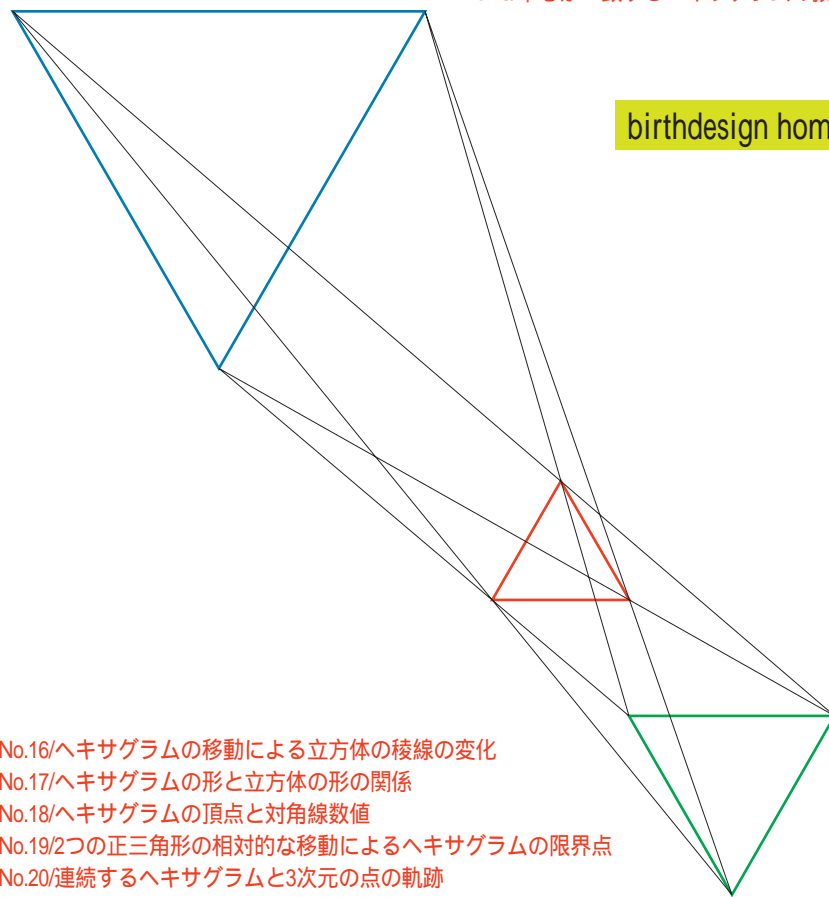 birthdesign hom
No.16/ヘキサグラムの移動による立方体の稜線の変化
No.17/ヘキサグラムの形と立方体の形の関係
No.18/ヘキサグラムの頂点と対角線数値
No.19/2つの正三角形の相対的な移動によるヘキサグラムの限界点
No.20/連続するヘキサグラムと3次元の点の軌跡